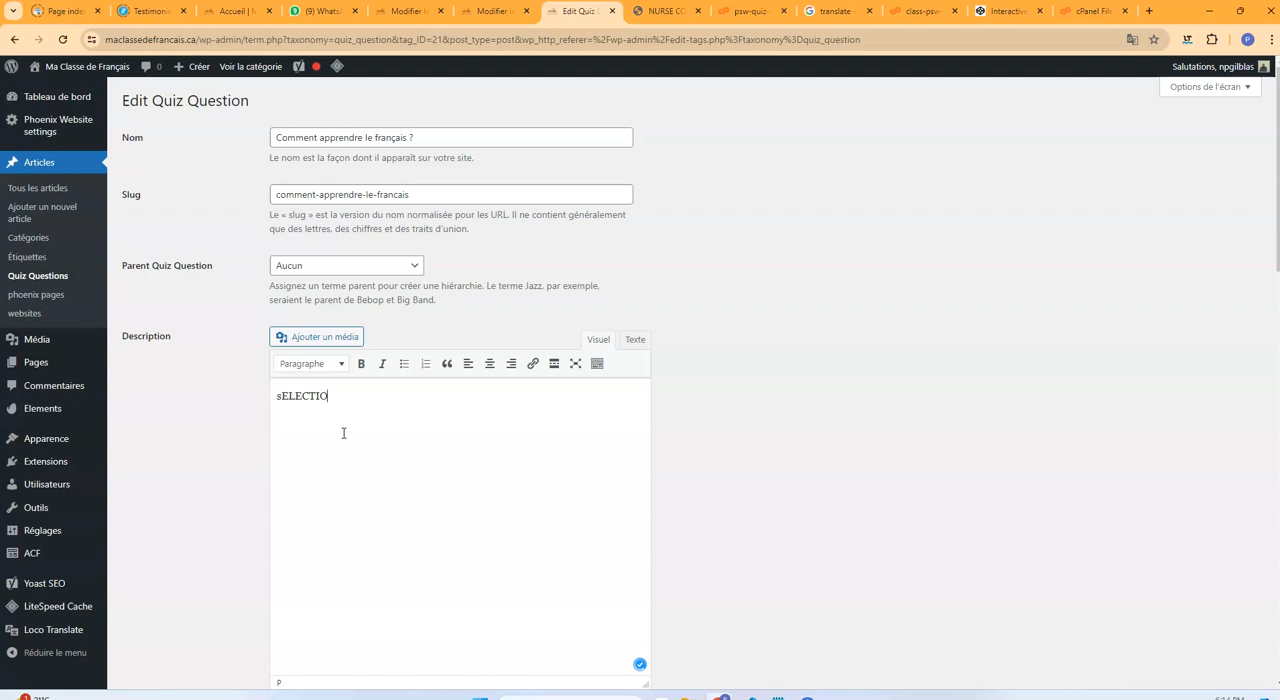 Page index
Testimonia
Accueil | M
(9) Whats
Modifier la
Modifier la
Edit Quiz Q
NURSE CO
psw-quiz-
translate -
class-psw
Interactive
cPanel File
maclassedefrancais.ca/wp-admin/term.php?taxonomy=quiz_question&tag_ID=21&post_type=post&wp_http_referer=%2Fwp-admin%2Fedit-tags.php%3Ftaxonomy%3Dquiz_question
Ma Classe de Français
0
Créer
Voir la catégorie
Salutations, npgilblas
Options de l'écran
Tableau de bord
Phoenix Website
settings
Articles
Tous les articles
Ajouter un nouvel
article
Catégories
Étiquettes
Quiz Questions
phoenix pages
websites
Média
Pages
Commentaires
Elements
Apparence
Extensions
Utilisateurs
Outils
Réglages
ACF
Yoast SEO
LiteSpeed Cache
Loco Translate
Réduire le menu
Edit Quiz Question
Nom
Comment apprendre le français ?
Le nom est la façon dont il apparaît sur votre site.
Slug
comment-apprendre-le-francais
Le « slug » est la version du nom normalisée pour les URL. Il ne contient généralement
que des lettres, des chiffres et des traits d'union.
Parent Quiz Question
Aucun
Assignez un terme parent pour créer une hiérarchie. Le terme Jazz, par exemple,
seraient le parent de Bebop et Big Band.
Description
Ajouter un média
Visuel
Texte
Paragraphe
B
I
sELECTIO
P